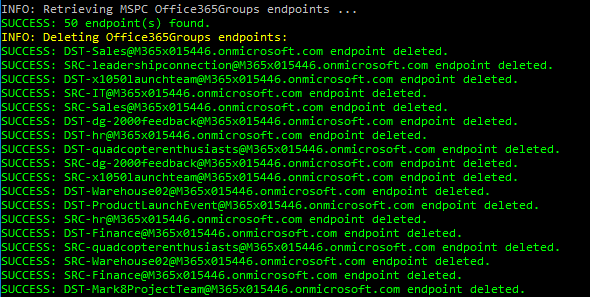 INFO: Retrieving MSPC Office365Groups endpoints ...
SUCCESS: 50 endpoint(s) found.
INFO: Deleting Office365Groups endpoints:
SUCCESS: DST-Sales@M365x015446.onmicrosoft.com endpoint deleted.
SUCCESS: SRC-leadershipconnection@M365x015446.onmicrosoft.com endpoint deleted.
SUCCESS: DST-x1050launchteam@M365x015446.onmicrosoft.com endpoint deleted.
SUCCESS: SRC-IT@M365x015446.onmicrosoft.com endpoint deleted.
SUCCESS: SRC-Sales@M365x015446.onmicrosoft.com endpoint deleted.
SUCCESS: DST-dg-2000feedback@M365x015446.onmicrosoft.com endpoint deleted.
SUCCESS: DST-hr@M365x015446.onmicrosoft.com endpoint deleted.
SUCCESS: DST-quadcopterenthusiasts@M365x015446.onmicrosoft.com endpoint deleted.
SUCCESS: SRC-dg-2000feedback@M365x015446.onmicrosoft.com endpoint deleted.
SUCCESS: SRC-x1050launchteam@M365x015446.onmicrosoft.com endpoint deleted.
SUCCESS: DST-Warehouse02@M365x015446.onmicrosoft.com endpoint deleted.
SUCCESS: DST-ProductLaunchEvent@M365x015446.onmicrosoft.com endpoint deleted.
SUCCESS: SRC-hr@M365x015446.onmicrosoft.com endpoint deleted.
SUCCESS: DST-Finance@M365x015446.onmicrosoft.com endpoint deleted.
SUCCESS: SRC-quadcopterenthusiasts@M365x015446.onmicrosoft.com endpoint deleted.
SUCCESS: SRC-Warehouse02@M365x015446.onmicrosoft.com endpoint deleted.
SUCCESS: SRC-Finance@M365x015446.onmicrosoft.com endpoint deleted.
SUCCESS: DST-Mark8ProjectTeam@M365x015446.onmicrosoft.com endpoint deleted.